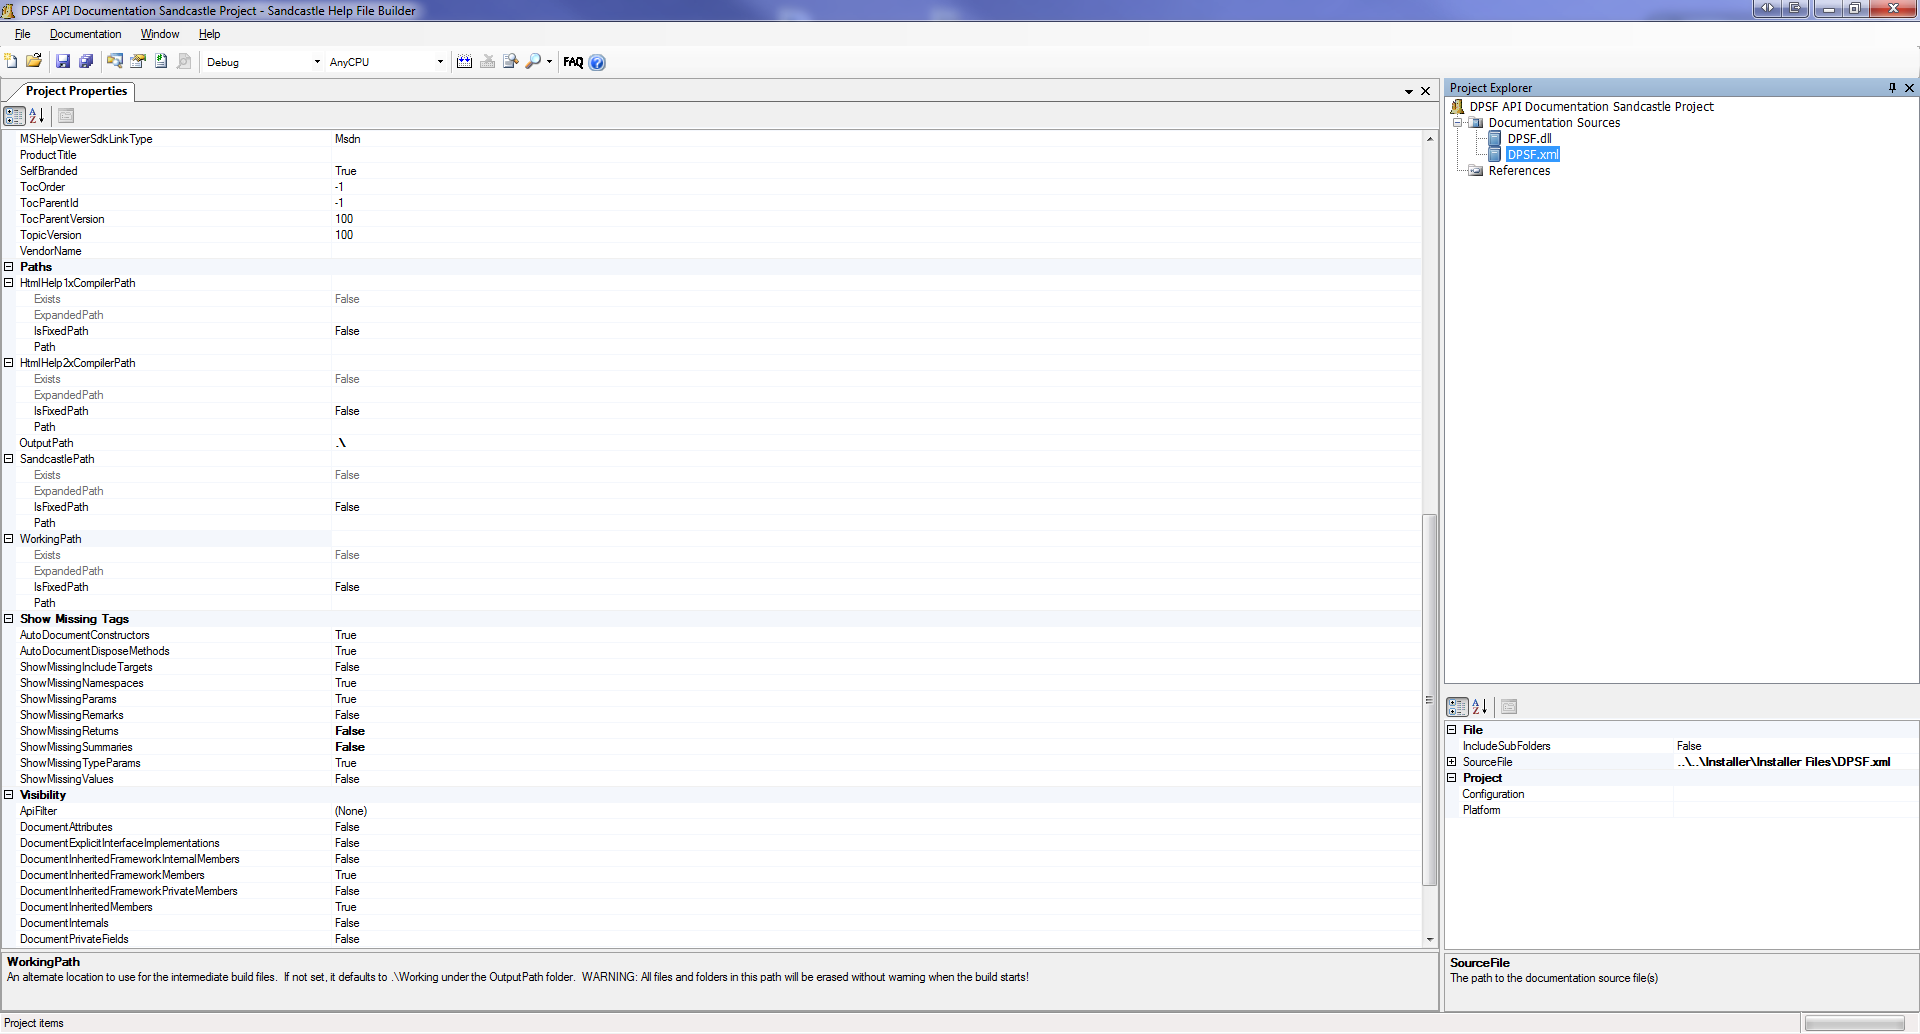 DPSF API Documentation Sandcastle Project - Sandcastle Help File Builder
File Documentation Window Help
Debug AnyCPU FAQ
Project Properties
MSHelpViewerSdkLinkType Msdn
ProductTitle
SelfBranded True
TocOrder -1
TocParentId -1
TocParentVersion 100
TopicVersion 100
VendorName
Paths
HtmlHelp1xCompilerPath
Exists False
ExpandedPath
IsFixedPath False
Path
HtmlHelp2xCompilerPath
Exists False
ExpandedPath
IsFixedPath False
Path
OutputPath .\
SandcastlePath
Exists False
ExpandedPath
IsFixedPath False
Path
WorkingPath
Exists False
ExpandedPath
IsFixedPath False
Path
Show Missing Tags
AutoDocumentConstructors True
AutoDocumentDisposeMethods True
ShowMissingIncludeTargets False
ShowMissingNamespaces True
ShowMissingParams True
ShowMissingRemarks False
ShowMissingReturns False
ShowMissingSummaries False
ShowMissingTypeParams True
ShowMissingValues False
Visibility
ApiFilter (None)
DocumentAttributes False
DocumentExplicitInterfaceImplementations False
DocumentInheritedFrameworkInternalMembers False
DocumentInheritedFrameworkMembers True
DocumentInheritedFrameworkPrivateMembers False
DocumentInheritedMembers True
DocumentInternals False
DocumentPrivateFields False
WorkingPath
An alternate location to use for the intermediate build files. If not set, it defaults to .\Working under the OutputPath folder. WARNING: All files and folders in this path will be erased without warning when the build starts!
Project items
Project Explorer
DPSF API Documentation Sandcastle Project
Documentation Sources
DPSF.dll
DPSF.xml
References
File
IncludeSubFolders False
SourceFile ..\..\Installer\Installer Files\DPSF.xml
Project
Configuration
Platform
SourceFile
The path to the documentation source file(s)